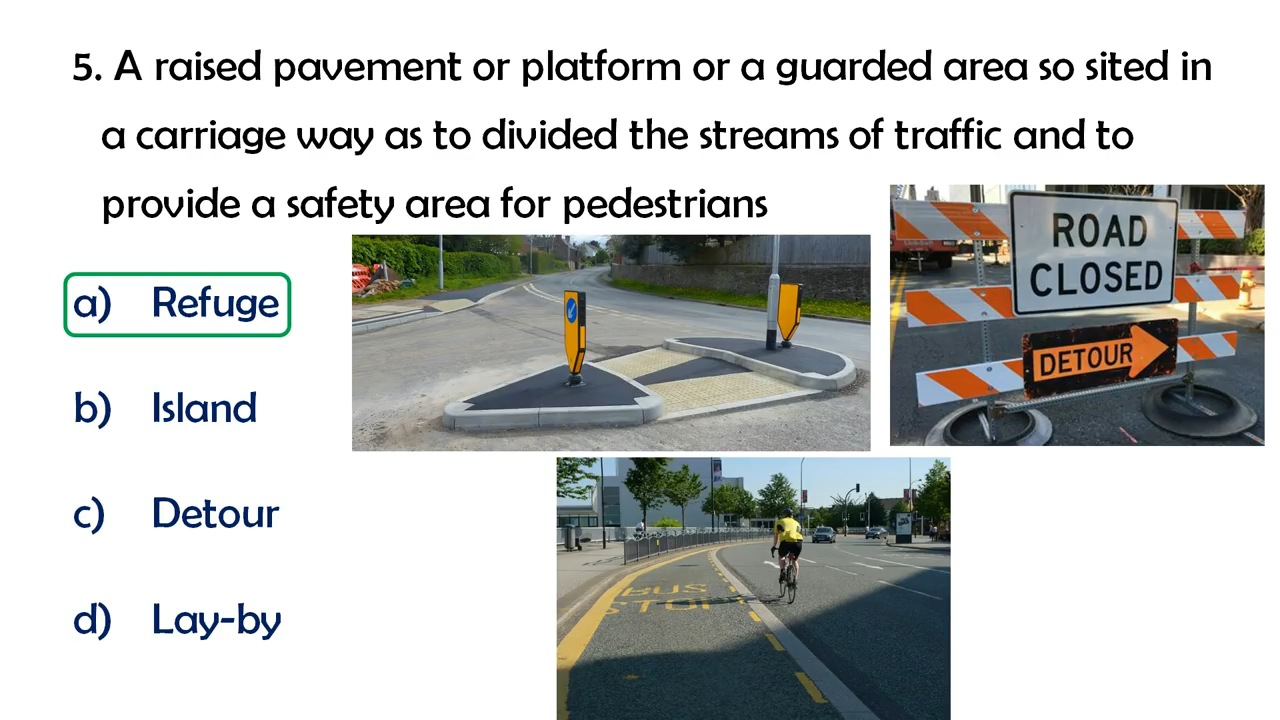 5. A raised pavement or platform or a guarded area so sited in
a carriage way as to divided the streams of traffic and to
provide a safety area for pedestrians
a) Refuge
b) Island
c) Detour
d) Lay-by
ROAD
CLOSED
DETOUR
BUS
STOP